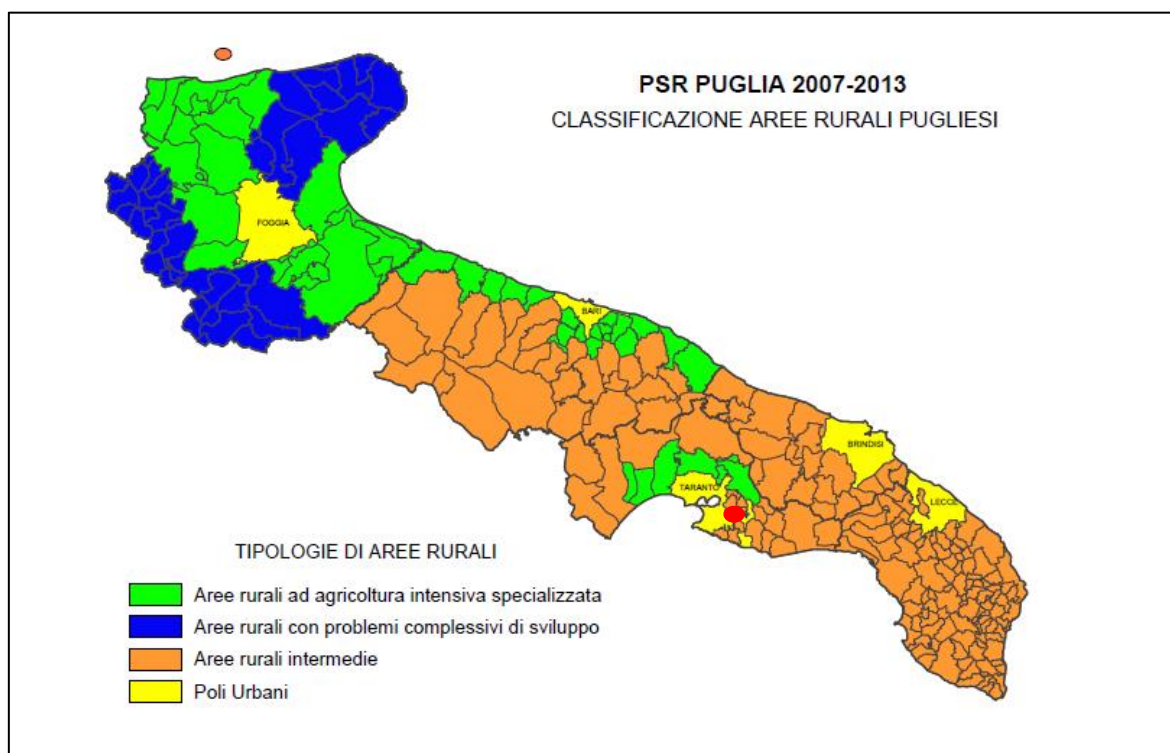 PSR PUGLIA 2007-2013
CLASSIFICAZIONE AREE RURALI PUGLIESI
FOGGIA
BARI
BRINDISI
TARANTO
LECCE
TIPOLOGIE DI AREE RURALI
Aree rurali ad agricoltura intensiva specializzata
Aree rurali con problemi complessivi di sviluppo
Aree rurali intermedie
Poli Urbani